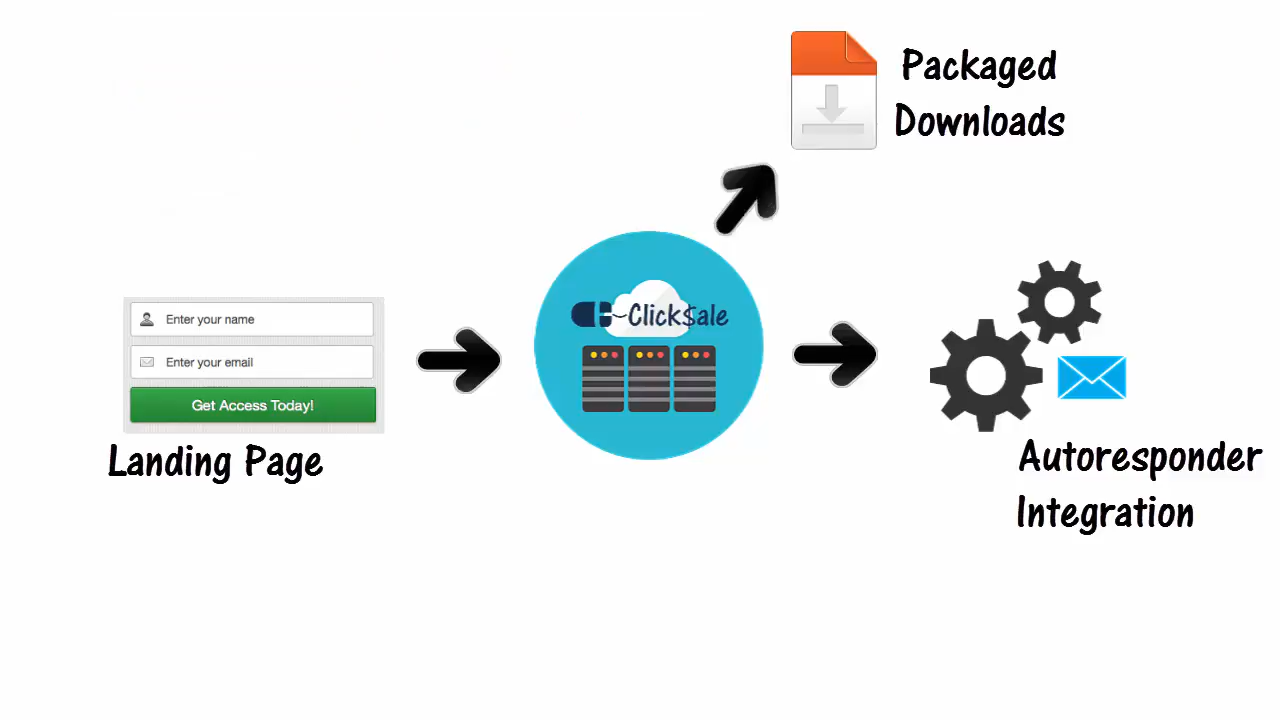 Packaged
Downloads
Click$ale
Enter your name
Enter your email
Get Access Today!
Landing Page
Autoresponder
Integration